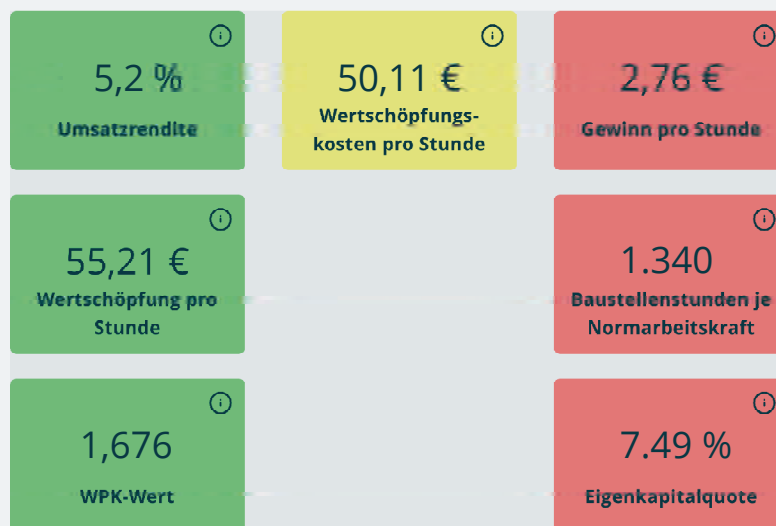 5,2 %
Umsatzrendite
50,11 €
Wertschöpfungs-
kosten pro Stunde
2,76 €
Gewinn pro Stunde
55,21 €
Wertschöpfung pro
Stunde
1.340
Baustellenstunden je
Normarbeitskraft
1,676
WPK-Wert
7.49 %
Eigenkapitalquote